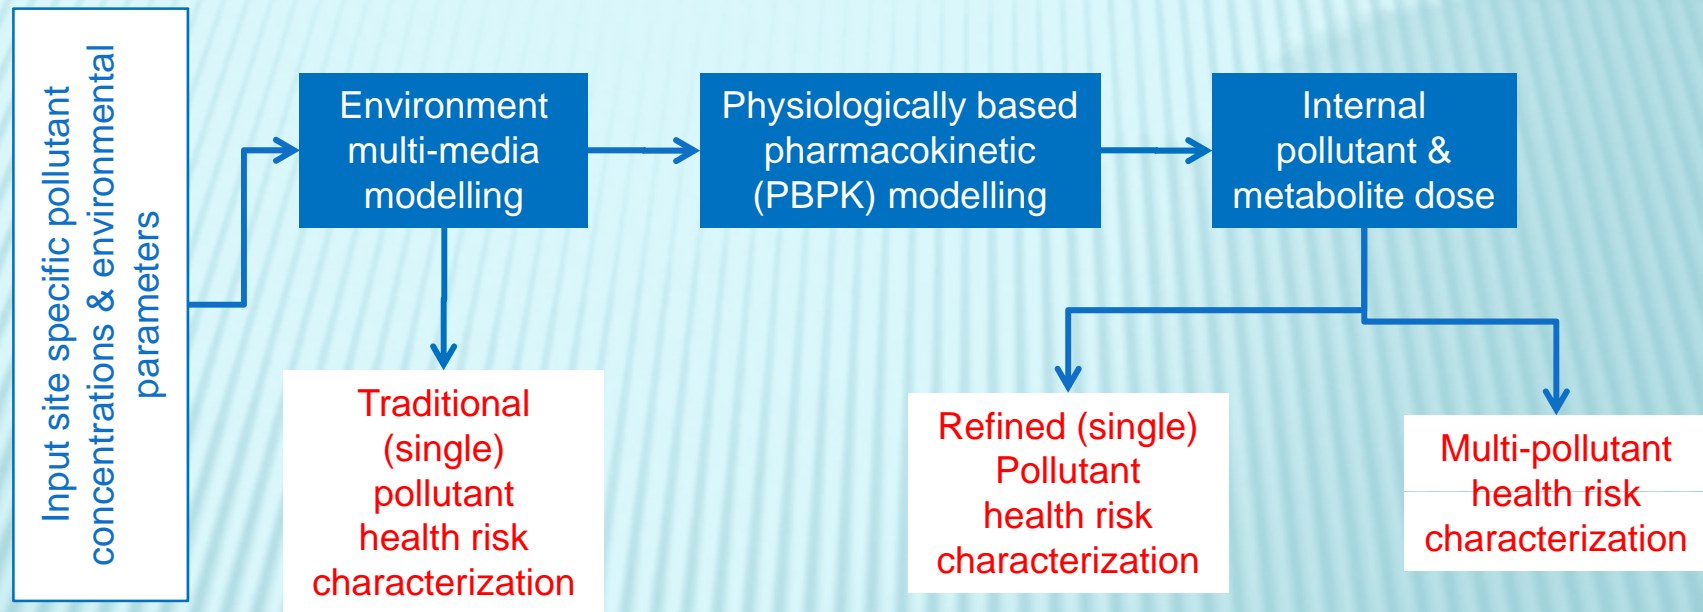 Input site specific pollutant
concentrations & environmental
parameters
Environment
multi-media
modelling
Physiologically based
pharmacokinetic
(PBPK) modelling
Internal
pollutant &
metabolite dose
Traditional
(single)
pollutant
health risk
characterization
Refined (single)
Pollutant
health risk
characterization
Multi-pollutant
health risk
characterization